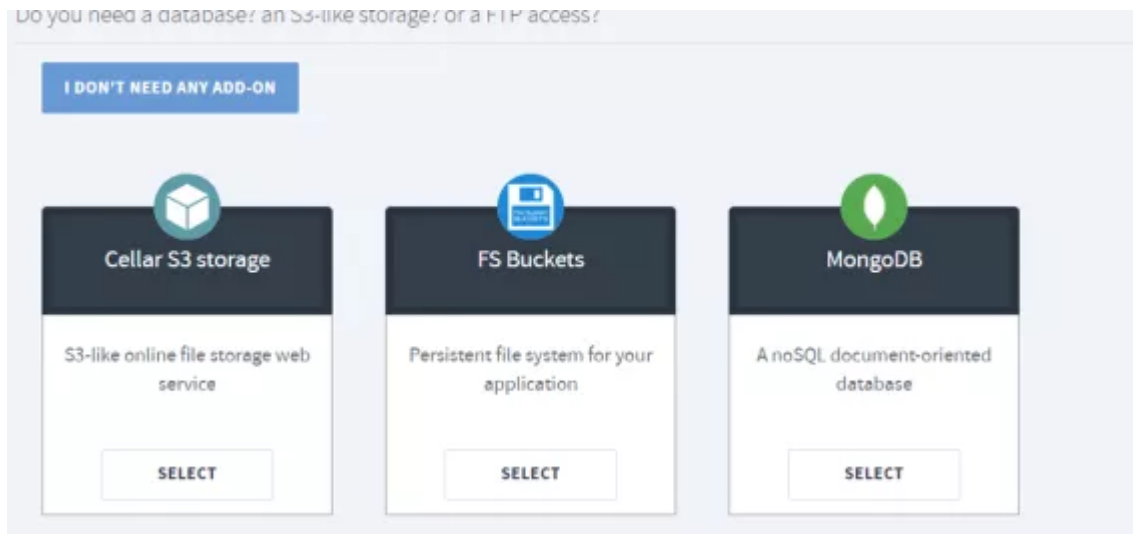 Do you need a database? an S3-like storage? or a FTP access?
I DON'T NEED ANY ADD-ON
Cellar S3 storage
S3-like online file storage web
service
SELECT
FS Buckets
Persistent file system for your
application
SELECT
MongoDB
A noSQL document-oriented
database
SELECT